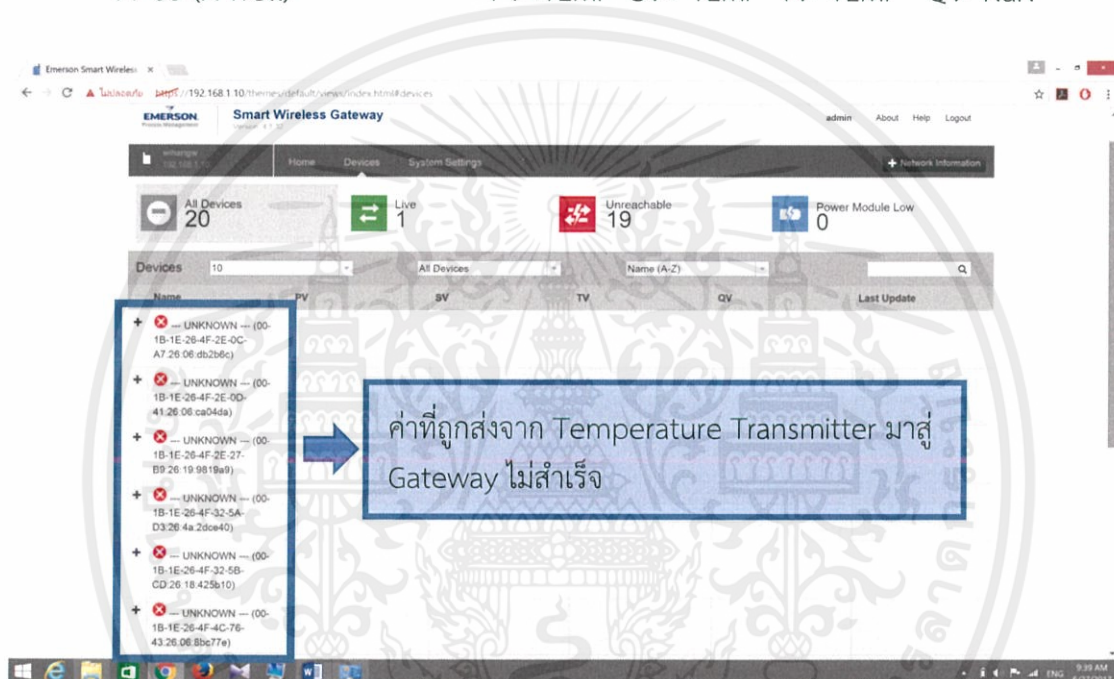 Emerson Smart Wireless
192.168.1.10/themes/default/views/index.html#devices
EMERSON
Process Management
Smart Wireless Gateway
admin About Help Logout
Home Devices System Settings
Network Information
All Devices
20
Live
1
Unreachable
19
Power Module Low
0
Devices 10 All Devices Name (A-Z)
Name PV SV TV QV Last Update
--- UNKNOWN --- (00-
1B-1E-26-4F-2E-0C-
A7:26:06:db2b6c)
--- UNKNOWN --- (00-
1B-1E-26-4F-2E-0D-
41:26:06:ca04da)
--- UNKNOWN --- (00-
1B-1E-26-4F-2E-27-
B9:26:19:9819a9)
--- UNKNOWN --- (00-
1B-1E-26-4F-32-5A-
D3:26:4a:2dce40)
--- UNKNOWN --- (00-
1B-1E-26-4F-32-5B-
CD:26:18:425b10)
--- UNKNOWN --- (00-
1B-1E-26-4F-4C-76-
43:26:06:8bc77e)
ค่าที่ถูกส่งจาก Temperature Transmitter มาสู่
Gateway ไม่สำเร็จ
ENG 9:39 AM